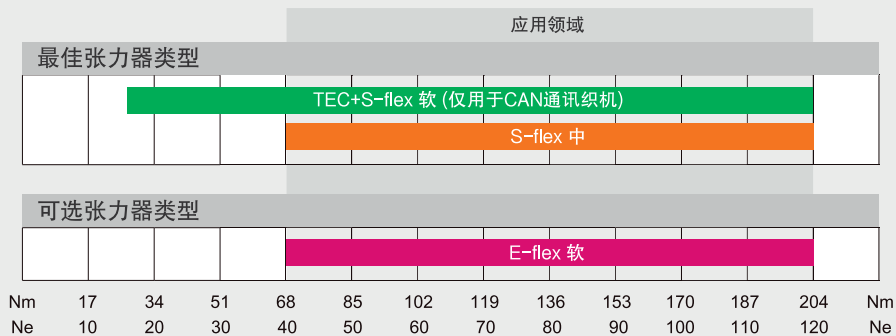 应用领域
最佳张力器类型
TEC+S-flex 软 (仅用于CAN通讯织机)
S-flex 中
可选张力器类型
E-flex 软
Nm 17 34 51 68 85 102 119 136 153 170 187 204 Nm
Ne 10 20 30 40 50 60 70 80 90 100 110 120 Ne